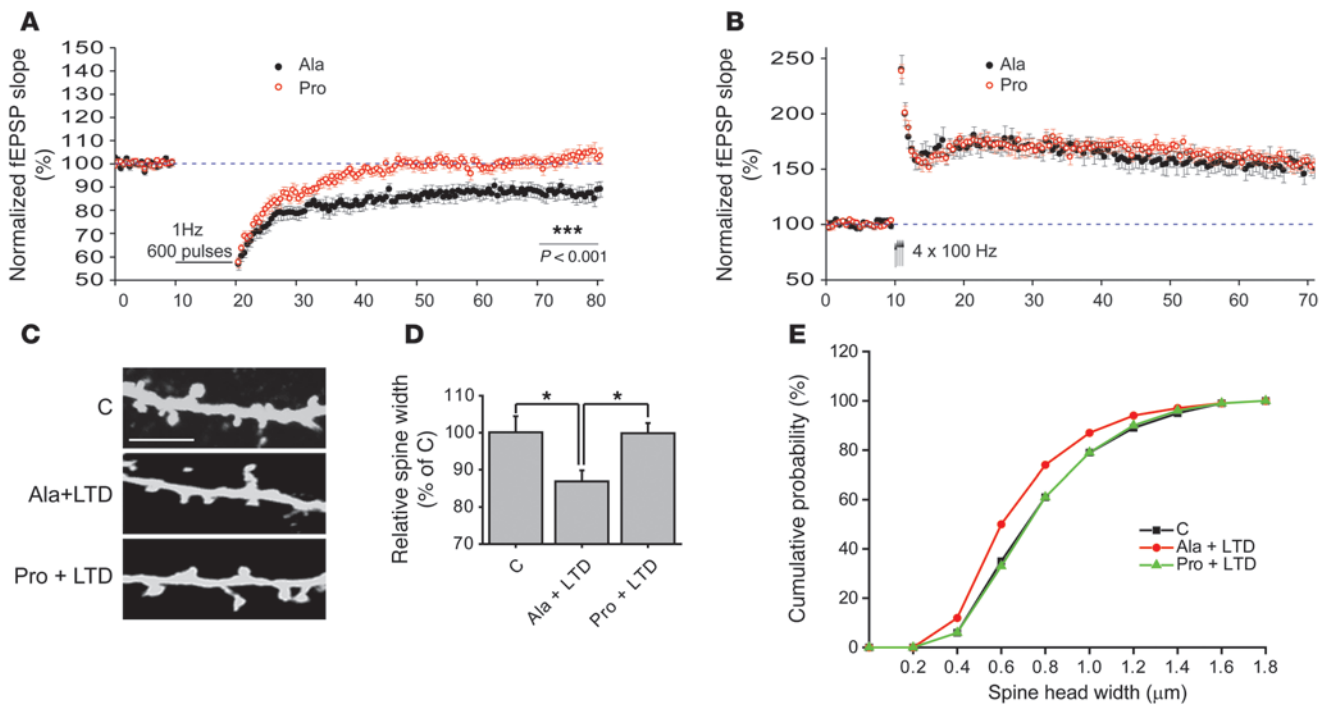 A
Normalized fEPSP slope
(%)
150
140
130
120
110
100
90
80
70
60
50
Ala
Pro
1Hz
600 pulses
***
P < 0.001
0 10 20 30 40 50 60 70 80
B
Normalized fEPSP slope
(%)
250
200
150
100
50
Ala
Pro
4 x 100 Hz
0 10 20 30 40 50 60 70
C
C
Ala+LTD
Pro + LTD
D
Relative spine width
(% of C)
110
100
90
80
70
* *
C
Ala + LTD
Pro + LTD
E
Cumulative probability (%)
120
100
80
60
40
20
0
C
Ala + LTD
Pro + LTD
0.2 0.4 0.6 0.8 1.0 1.2 1.4 1.6 1.8
Spine head width (μm)